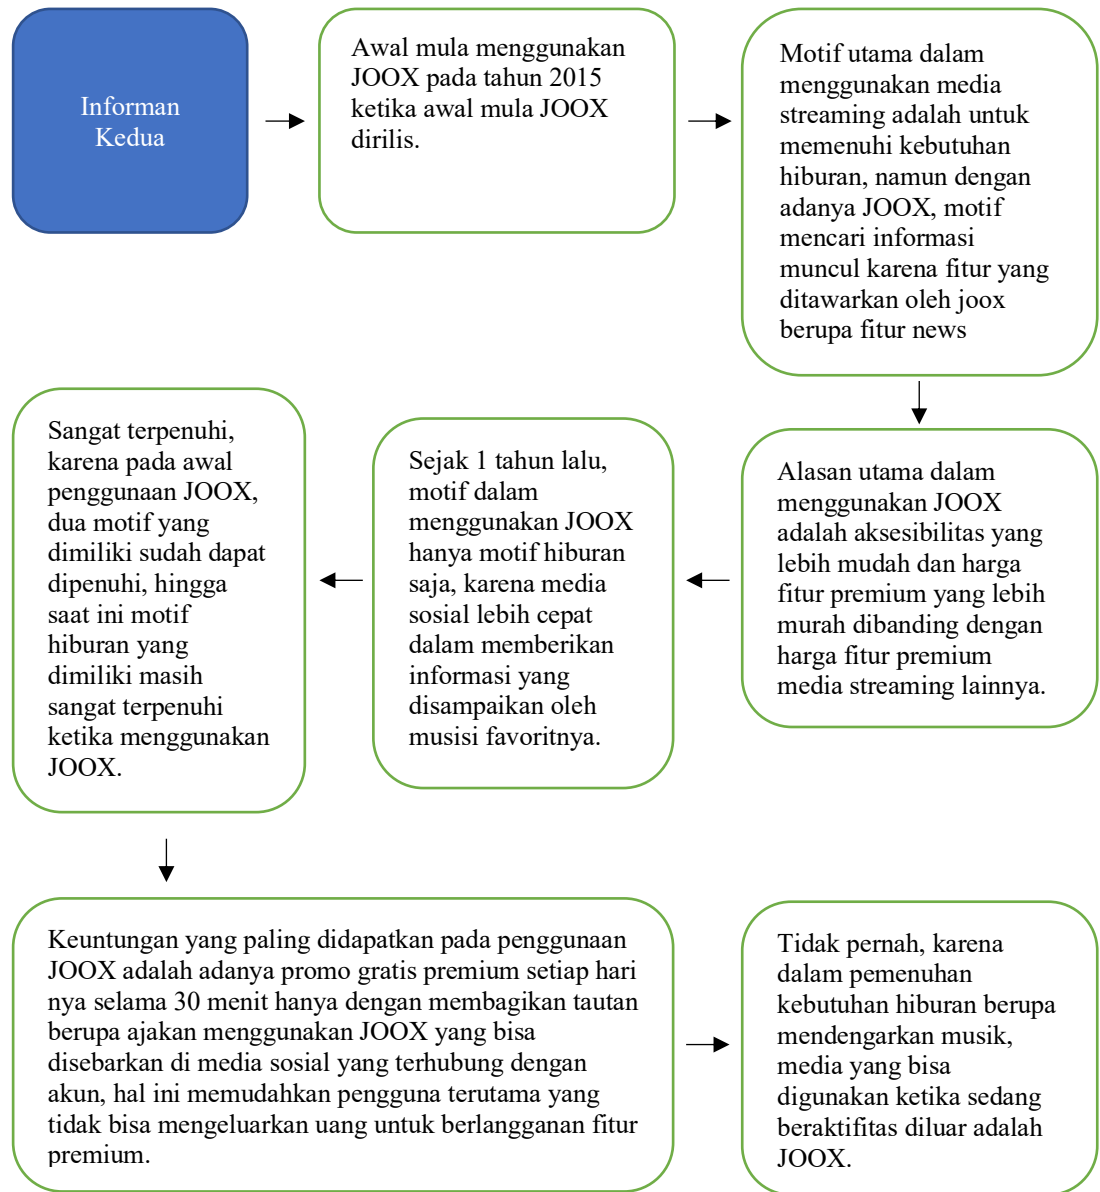 Informan
Kedua
Awal mula menggunakan
JOOX pada tahun 2015
ketika awal mula JOOX
dirilis.
Motif utama dalam
menggunakan media
streaming adalah untuk
memenuhi kebutuhan
hiburan, namun dengan
adanya JOOX, motif
mencari informasi
muncul karena fitur yang
ditawarkan oleh joox
berupa fitur news
Alasan utama dalam
menggunakan JOOX
adalah aksesibilitas yang
lebih mudah dan harga
fitur premium yang lebih
murah dibanding dengan
harga fitur premium
media streaming lainnya.
Sejak 1 tahun lalu,
motif dalam
menggunakan JOOX
hanya motif hiburan
saja, karena media
sosial lebih cepat
dalam memberikan
informasi yang
disampaikan oleh
musisi favoritnya.
Sangat terpenuhi,
karena pada awal
penggunaan JOOX,
dua motif yang
dimiliki sudah dapat
dipenuhi, hingga
saat ini motif
hiburan yang
dimiliki masih
sangat terpenuhi
ketika menggunakan
JOOX.
Keuntungan yang paling didapatkan pada penggunaan
JOOX adalah adanya promo gratis premium setiap hari
nya selama 30 menit hanya dengan membagikan tautan
berupa ajakan menggunakan JOOX yang bisa
disebarkan di media sosial yang terhubung dengan
akun, hal ini memudahkan pengguna terutama yang
tidak bisa mengeluarkan uang untuk berlangganan fitur
premium.
Tidak pernah, karena
dalam pemenuhan
kebutuhan hiburan berupa
mendengarkan musik,
media yang bisa
digunakan ketika sedang
beraktifitas diluar adalah
JOOX.